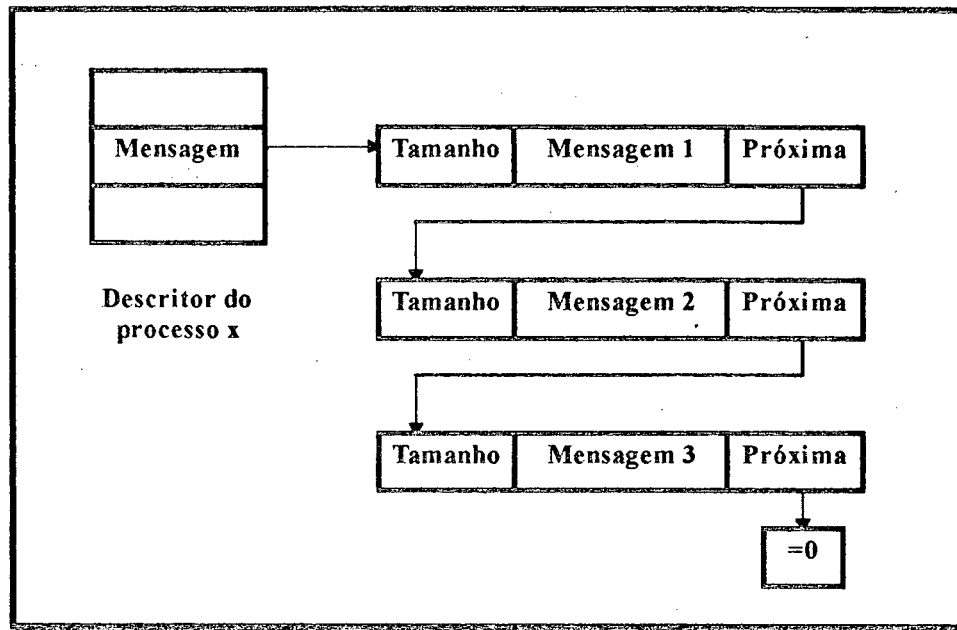 Mensagem
Tamanho Mensagem 1 Próxima
Descritor do
processo x
Tamanho Mensagem 2 Próxima
Tamanho Mensagem 3 Próxima
=0